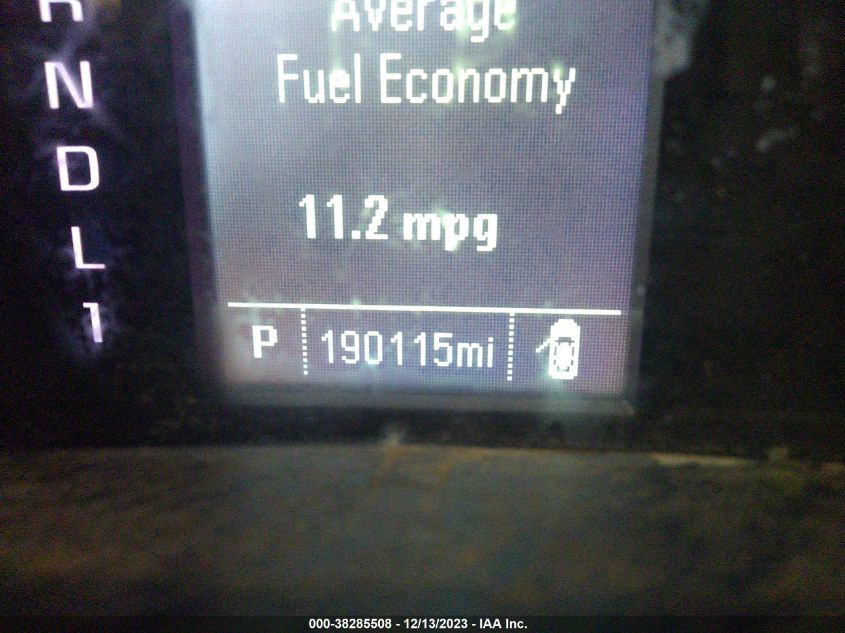 R
N
D
L
1
Average
Fuel Economy
11.2 mpg
P 190115mi
000-38285508 - 12/13/2023 - IAA Inc.